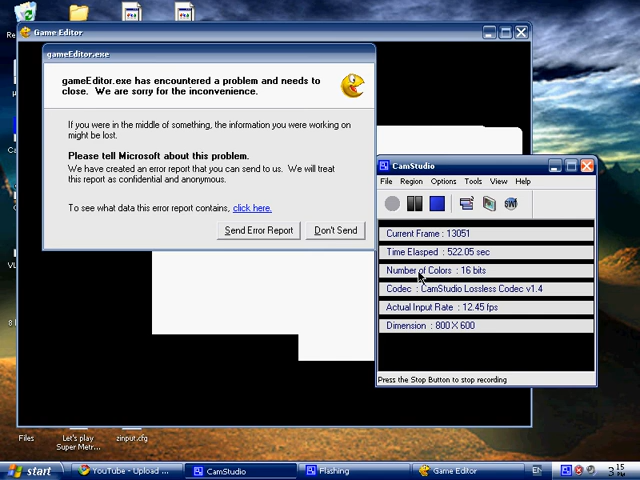 Game Editor
gameEditor.exe
gameEditor.exe has encountered a problem and needs to
close. We are sorry for the inconvenience.
If you were in the middle of something, the information you were working on
might be lost.
Please tell Microsoft about this problem.
We have created an error report that you can send to us. We will treat
this report as confidential and anonymous.
To see what data this error report contains, click here.
Send Error Report
Don't Send
CamStudio
File Region Options Tools View Help
Current Frame : 13051
Time Elasped : 522.05 sec
Number of Colors : 16 bits
Codec : CamStudio Lossless Codec v1.4
Actual Input Rate : 12.45 fps
Dimension : 800 X 600
Press the Stop Button to stop recording
Files
Let's play
Super Metr...
zinput.cfg
start
YouTube - Upload ...
CamStudio
Flashing
Game Editor
EN
3 15
PM